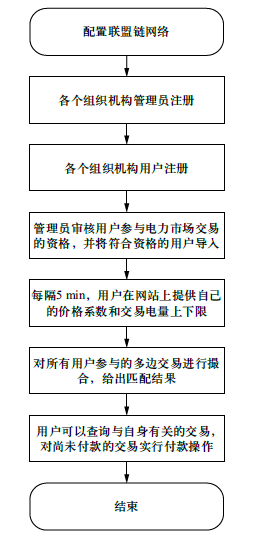 配置联盟链网络
各个组织机构管理员注册
各个组织机构用户注册
管理员审核用户参与电力市场交易
的资格，并将符合资格的用户导入
每隔5 min，用户在网站上提供自己
的价格系数和交易电量上下限
对所有用户参与的多边交易进行撮
合，给出匹配结果
用户可以查询与自身有关的交易，
对尚未付款的交易实行付款操作
结束